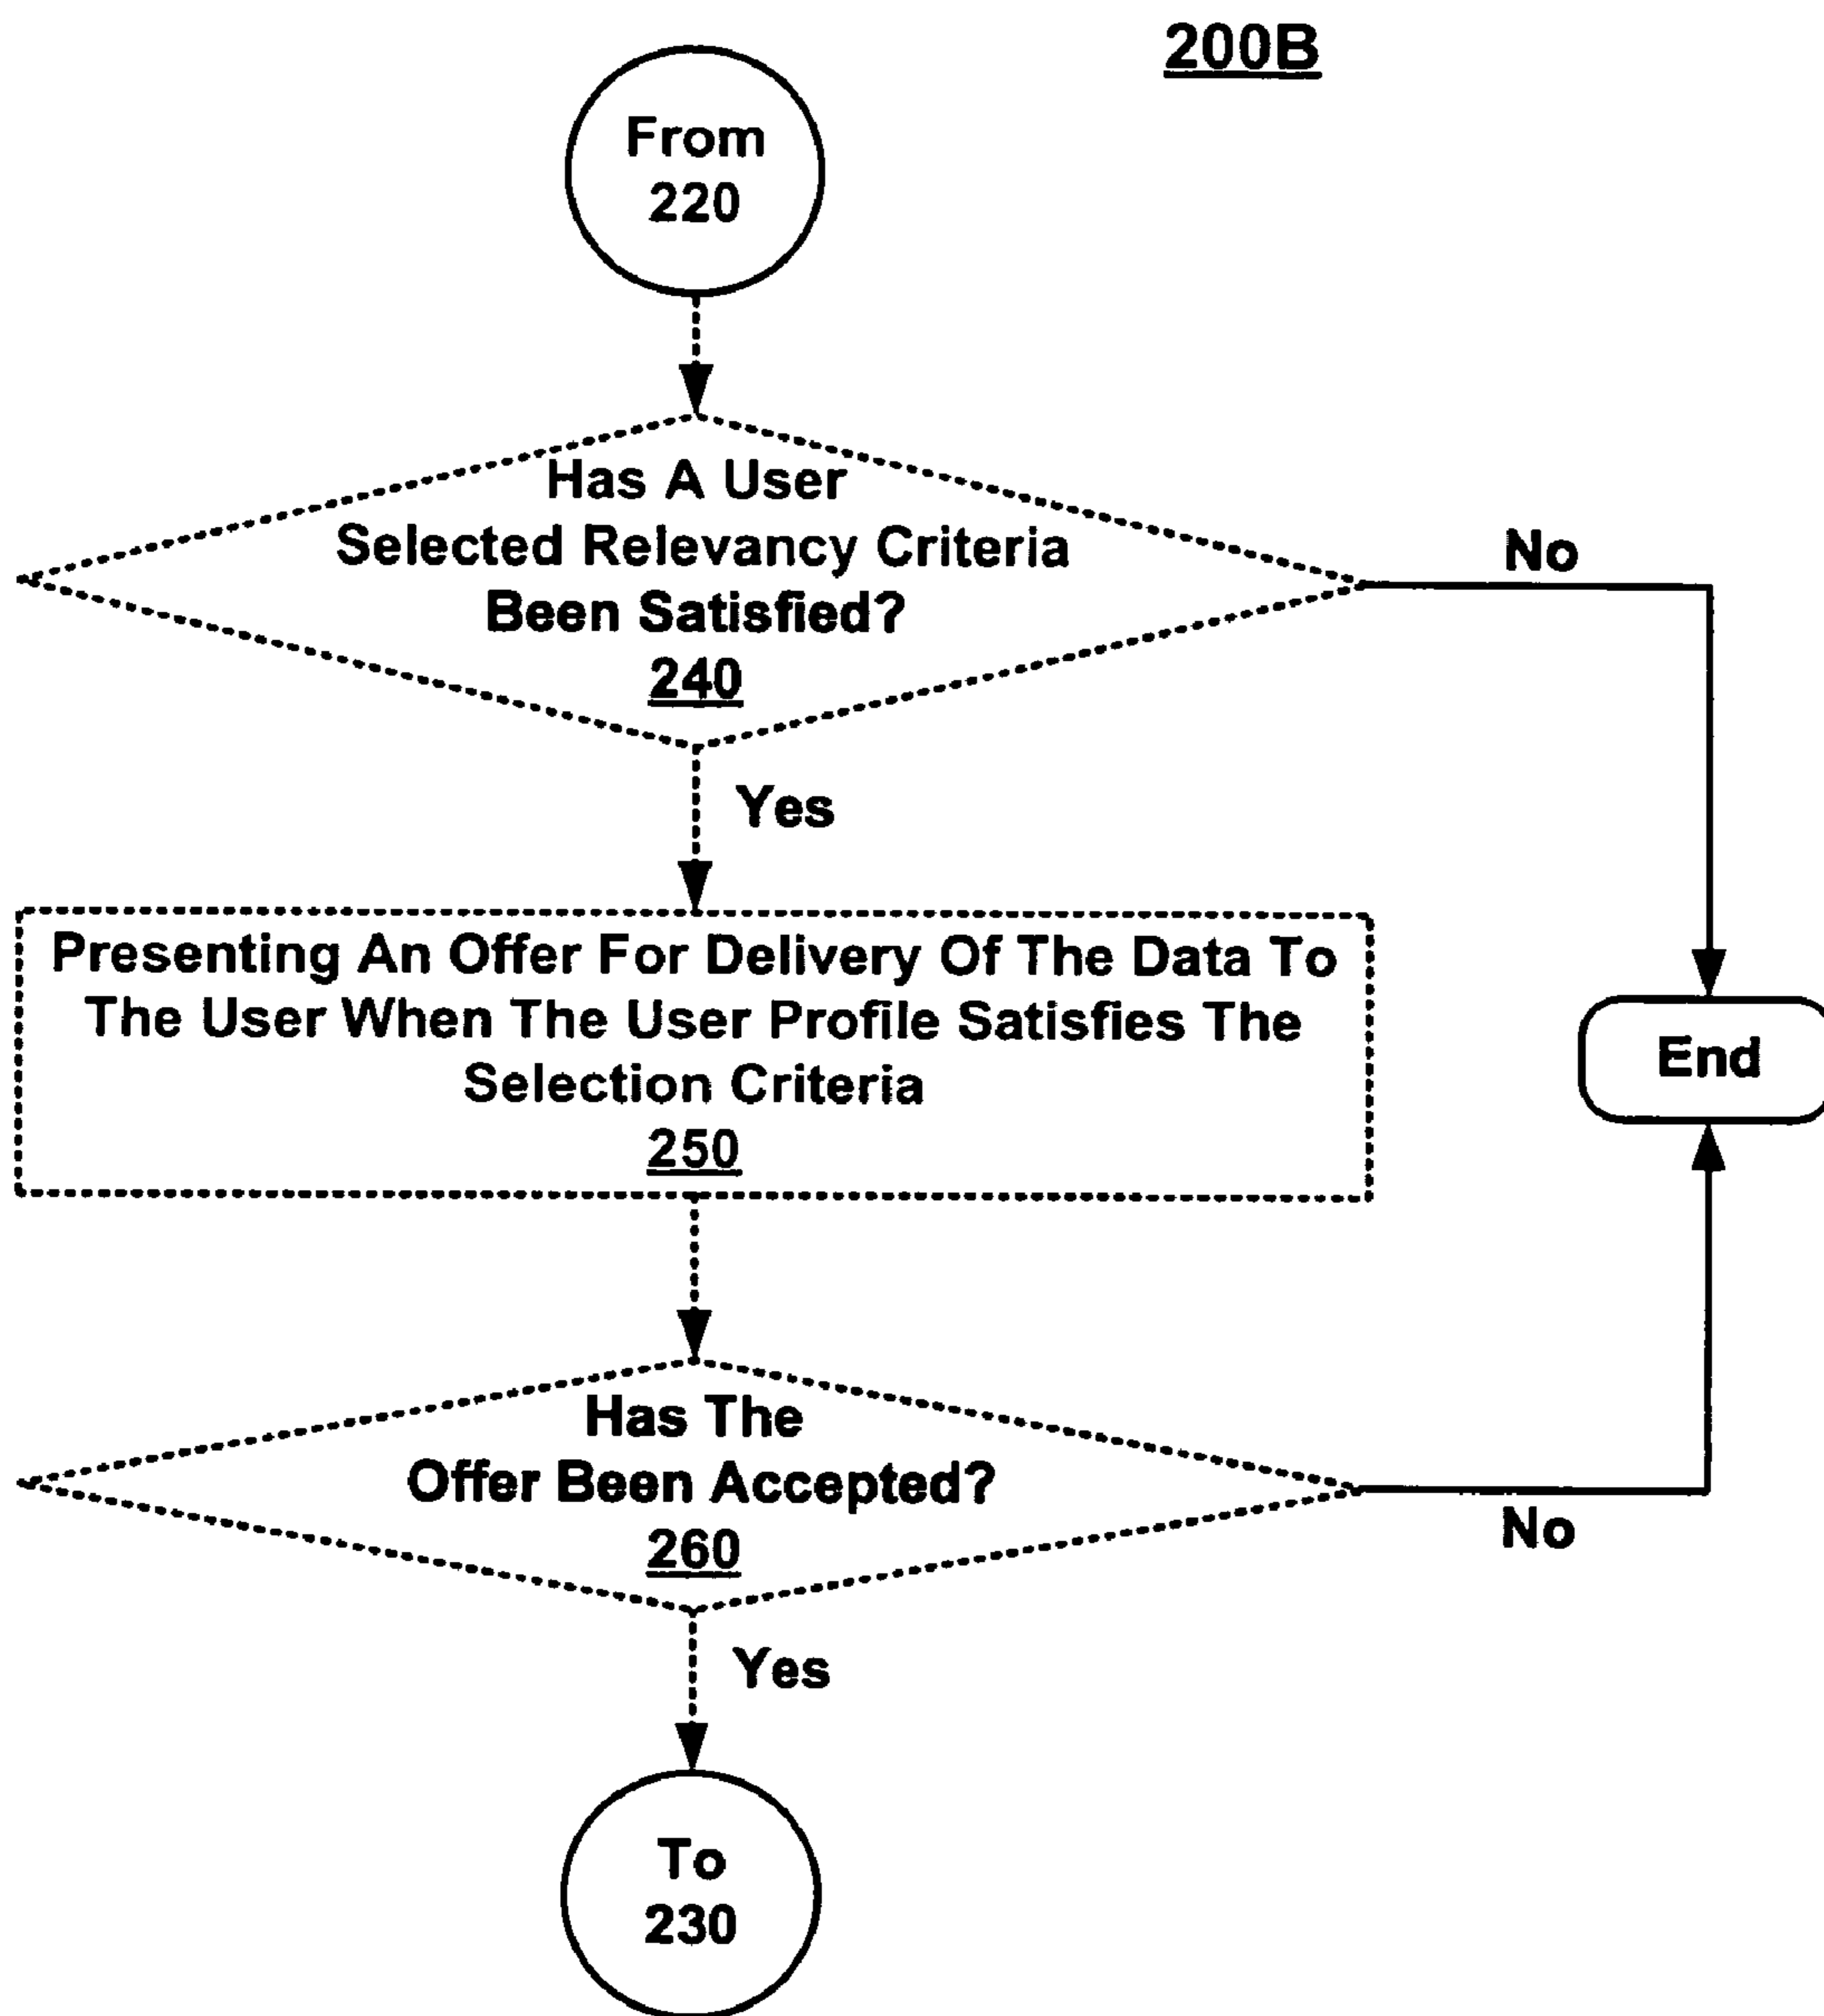 200B
From
220
Has A User
Selected Relevancy Criteria
Been Satisfied?
240
No
Yes
Presenting An Offer For Delivery Of The Data To
The User When The User Profile Satisfies The
Selection Criteria
250
End
Has The
Offer Been Accepted?
260
No
Yes
To
230